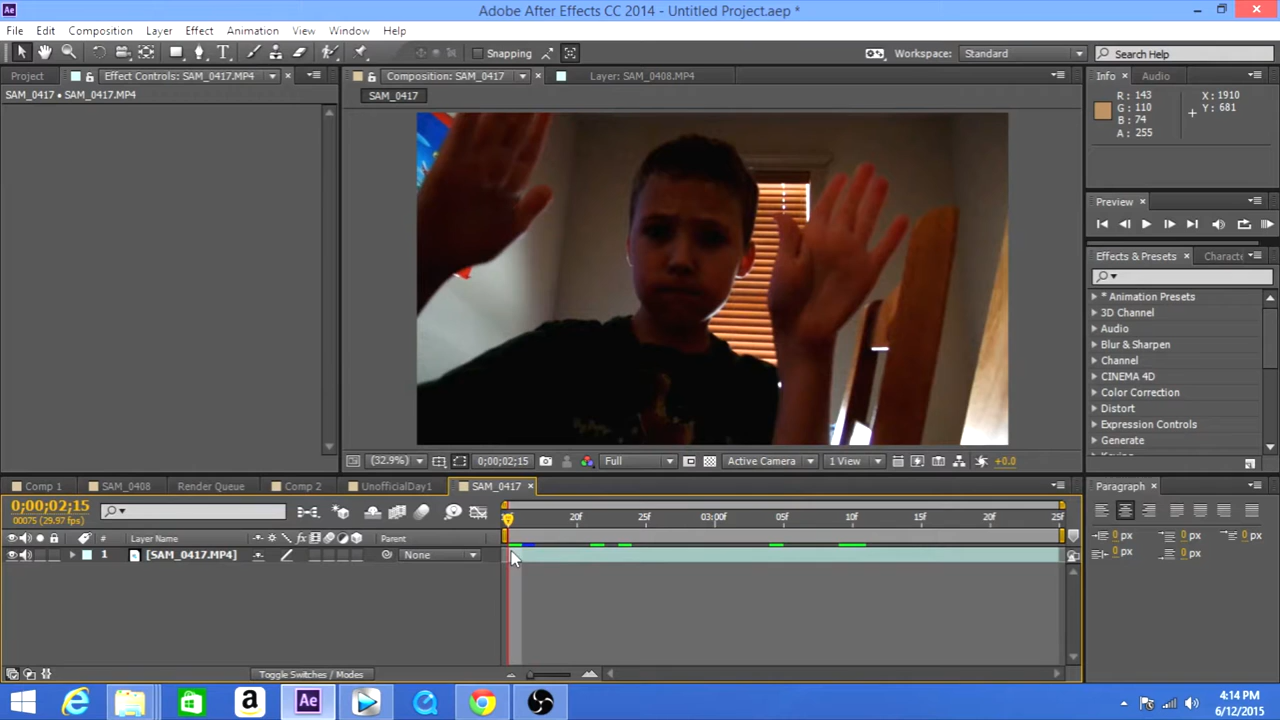 Ae Adobe After Effects CC 2014 - Untitled Project.aep *
File Edit Composition Layer Effect Animation View Window Help
T Snapping Workspace: Standard Search Help
Project Effect Controls: SAM_0417.MP4 Composition: SAM_0417 Layer: SAM_0408.MP4 Info Audio
SAM_0417 • SAM_0417.MP4
SAM_0417
R: 143
G: 110
B: 74
A: 255
X: 1910
Y: 681
Preview
Effects & Presets Characte
* Animation Presets
3D Channel
Audio
Blur & Sharpen
Channel
CINEMA 4D
Color Correction
Distort
Expression Controls
Generate
(32.9%) 0;00;02;15 Full Active Camera 1 View +0.0
Comp 1 SAM_0408 Render Queue Comp 2 UnofficialDay1 SAM_0417
Paragraph
0;00;02;15
00075 (29.97 fps)
20f 25f 03:00f 05f 10f 15f 20f 25f
# Layer Name fx Parent
1 [SAM_0417.MP4] None
0 px 0 px 0 px
0 px 0 px
Toggle Switches / Modes
a Ae
4:14 PM
6/12/2015